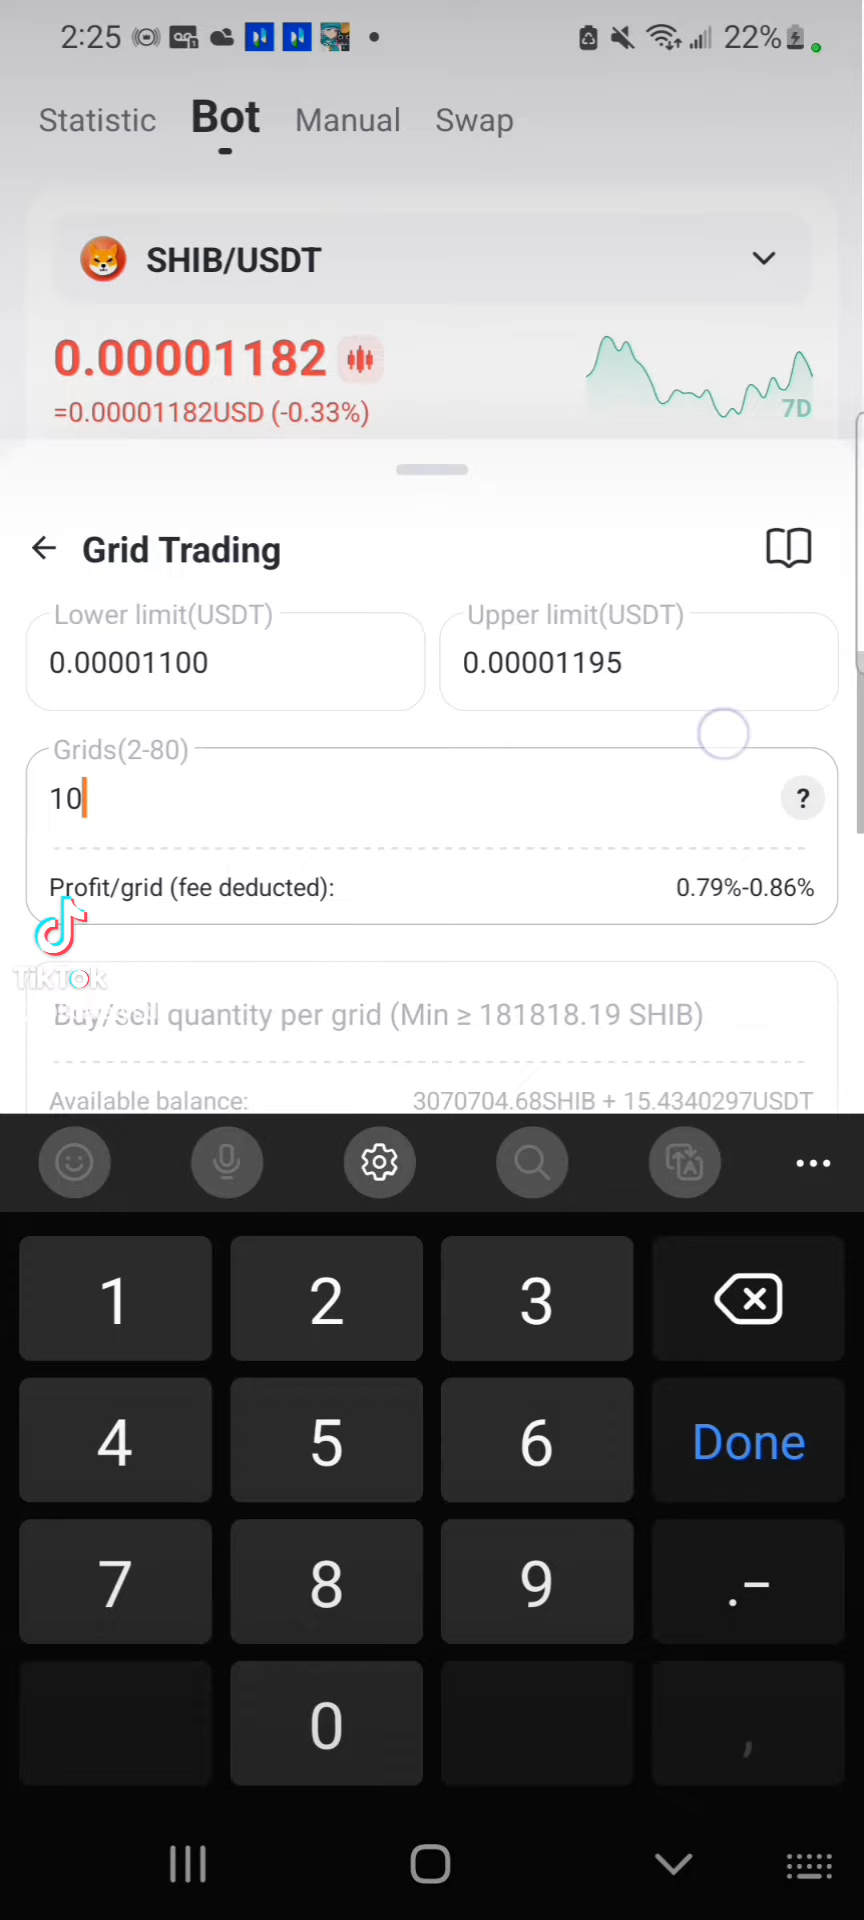 2:25
22%
Statistic Bot Manual Swap
SHIB/USDT
0.00001182
=0.00001182USD (-0.33%)
7D
Grid Trading
Lower limit(USDT) Upper limit(USDT)
0.00001100 0.00001195
Grids(2-80)
10 ?
Profit/grid (fee deducted): 0.79%-0.86%
TikTok
Buy/sell quantity per grid (Min ≥ 181818.19 SHIB)
Available balance: 3070704.68SHIB + 15.4340297USDT
1 2 3
4 5 6 Done
7 8 9 .-
0 ,